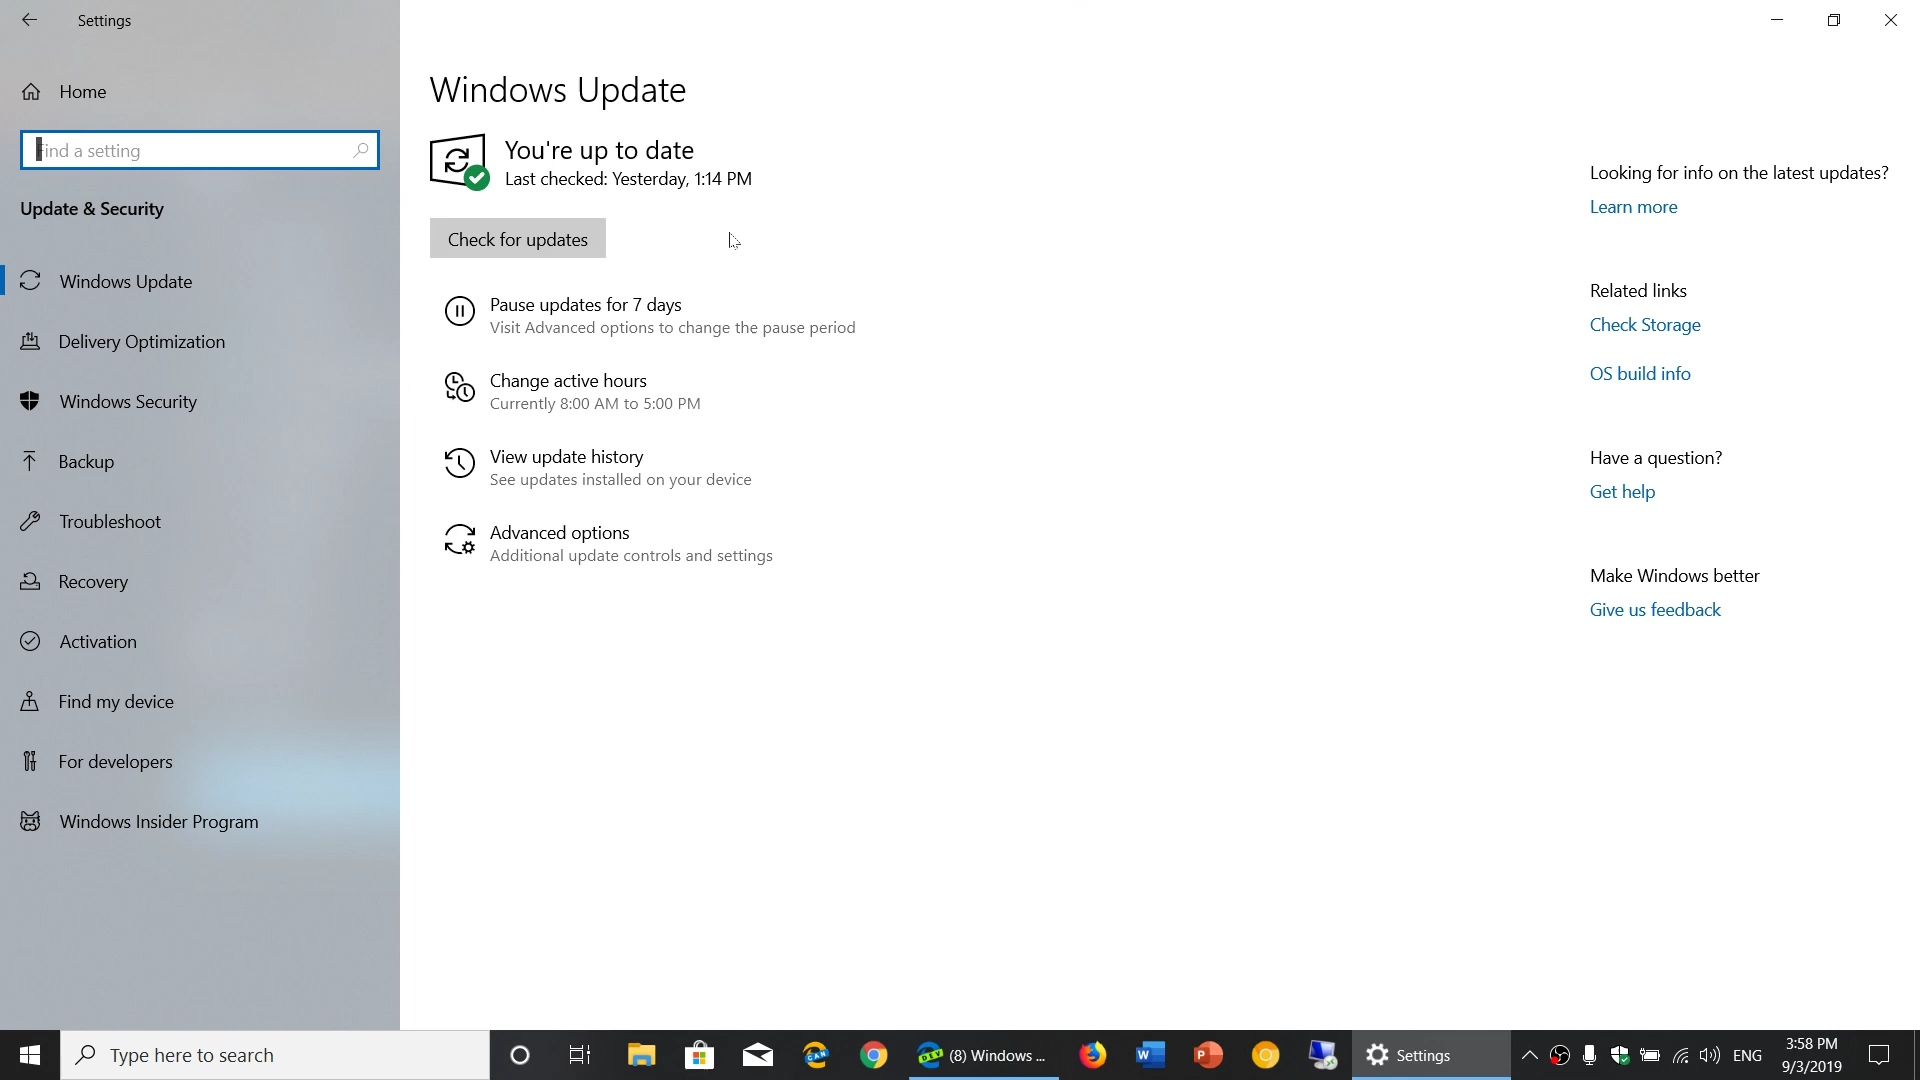 Settings
Home
Find a setting
Update & Security
Windows Update
Delivery Optimization
Windows Security
Backup
Troubleshoot
Recovery
Activation
Find my device
For developers
Windows Insider Program
Windows Update
You're up to date
Last checked: Yesterday, 1:14 PM
Check for updates
Pause updates for 7 days
Visit Advanced options to change the pause period
Change active hours
Currently 8:00 AM to 5:00 PM
View update history
See updates installed on your device
Advanced options
Additional update controls and settings
Looking for info on the latest updates?
Learn more
Related links
Check Storage
OS build info
Have a question?
Get help
Make Windows better
Give us feedback
Type here to search
CAN
DEV
(8) Windows ...
Settings
ENG
3:58 PM
9/3/2019